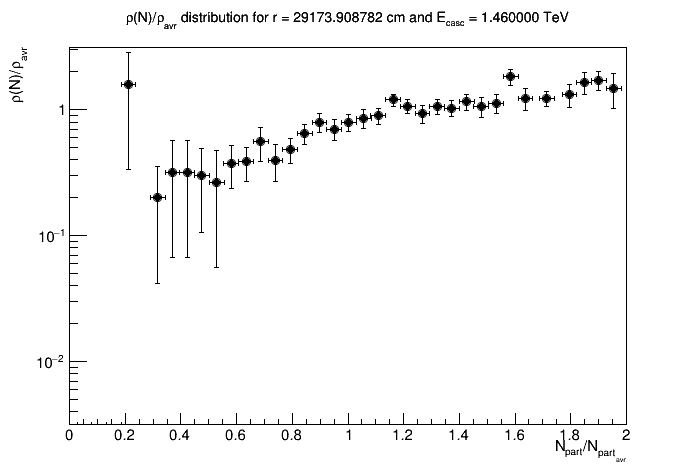 ρ(N)/ρavr distribution for r = 29173.908782 cm and Ecasc = 1.460000 TeV
ρ(N)/ρavr
1
10−1
10−2
0 0.2 0.4 0.6 0.8 1 1.2 1.4 1.6 1.8 2
Npart/Npartavr